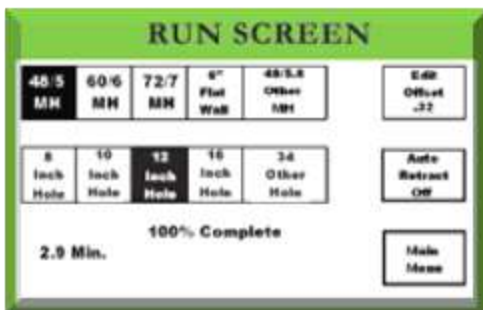 RUN SCREEN
48/5 MH
60/6 MH
72/7 MH
6" Flat Wall
48/5.8 Other MH
Edit Offset .32
8 Inch Hole
10 Inch Hole
12 Inch Hole
16 Inch Hole
34 Other Hole
Auto Retract Off
100% Complete
2.9 Min.
Main Menu